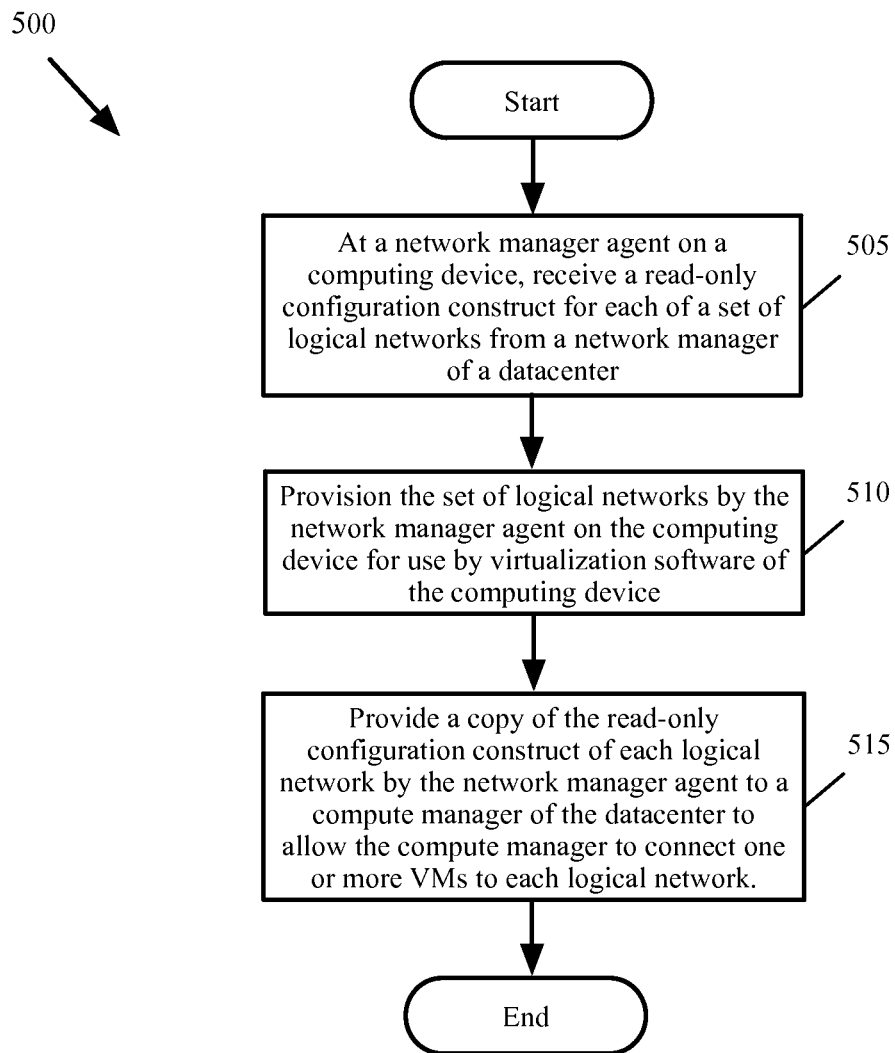 500
Start
At a network manager agent on a
computing device, receive a read-only
configuration construct for each of a set of
logical networks from a network manager
of a datacenter
505
Provision the set of logical networks by the
network manager agent on the computing
device for use by virtualization software of
the computing device
510
Provide a copy of the read-only
configuration construct of each logical
network by the network manager agent to a
compute manager of the datacenter to
allow the compute manager to connect one
or more VMs to each logical network.
515
End